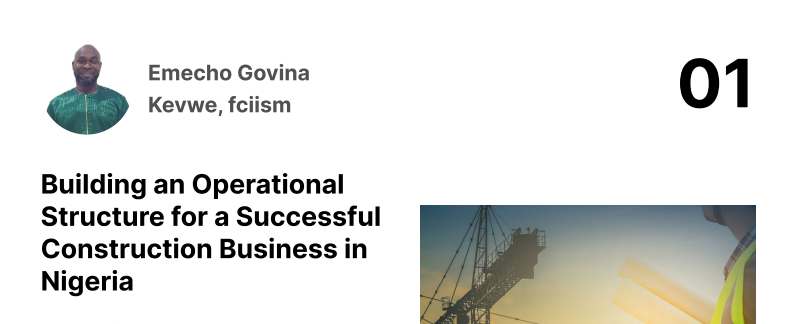 Emecho Govina
Kevwe, fciism
01
Building an Operational
Structure for a Successful
Construction Business in
Nigeria